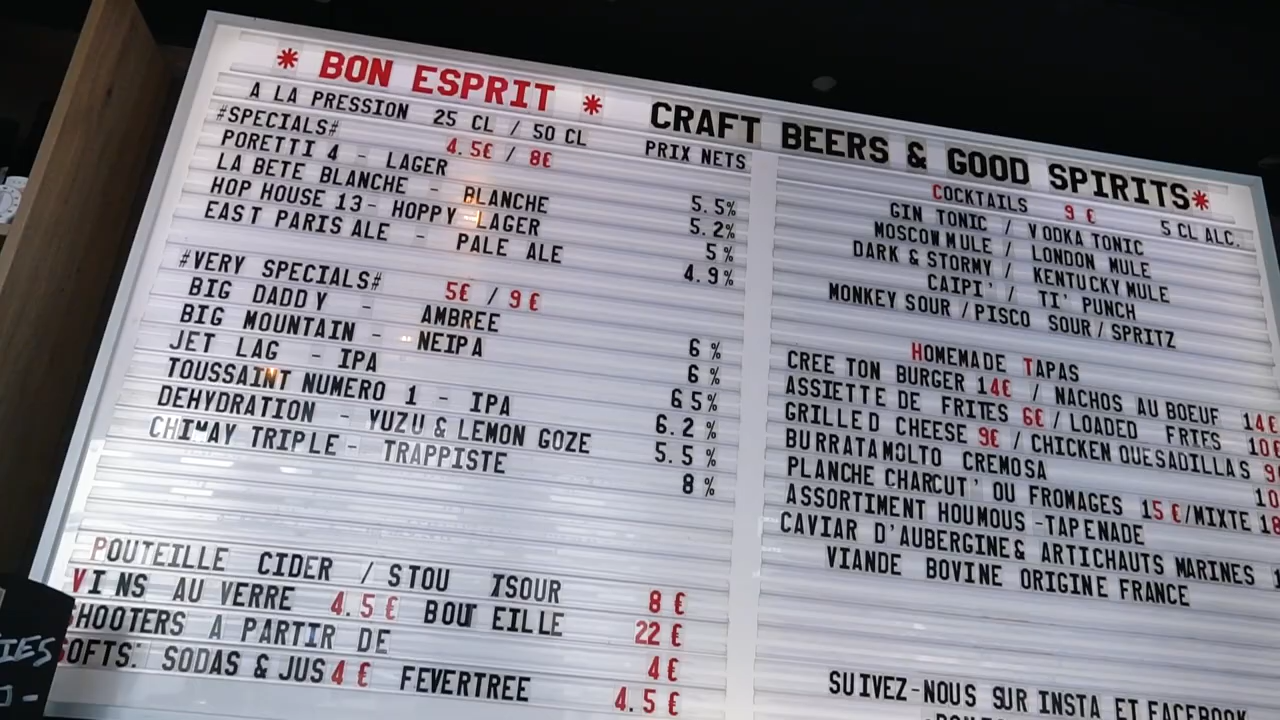 * BON ESPRIT * CRAFT BEERS & GOOD SPIRITS*
A LA PRESSION 25 CL / 50 CL PRIX NETS
#SPECIALS# 4.5€ / 8€
PORETTI 4 - LAGER 5.5%
LA BETE BLANCHE - BLANCHE 5.2%
HOP HOUSE 13- HOPPY LAGER 5%
EAST PARIS ALE - PALE ALE 4.9%
#VERY SPECIALS# 5€ / 9€
BIG DADDY - AMBREE 6%
BIG MOUNTAIN - NEIPA 6%
JET LAG - IPA 6 5%
TOUSSAINT NUMERO 1 - IPA 6.2%
DEHYDRATION - YUZU & LEMON GOZE 5.5%
CHIMAY TRIPLE - TRAPPISTE 8%
POUTEILLE CIDER / STOU TSOUR 8€
VINS AU VERRE 4.5€ BOUTEILLE 22€
HOOTERS A PARTIR DE 4€
OFTS: SODAS & JUS 4€ FEVERTREE 4.5€
COCKTAILS 9€ 5 CL ALC.
GIN TONIC / VODKA TONIC
MOSCOW MULE / LONDON MULE
DARK & STORMY / KENTUCKY MULE
CAIPI' / TI' PUNCH
MONKEY SOUR / PISCO SOUR / SPRITZ
HOMEMADE TAPAS
CREE TON BURGER 14€ / NACHOS AU BOEUF 14€
ASSIETTE DE FRITES 6€ / LOADED FRIES 10€
GRILLED CHEESE 9€ / CHICKEN QUESADILLAS 9
BURRATA MOLTO CREMOSA 10
PLANCHE CHARCUT' OU FROMAGES 15€/MIXTE 18
ASSORTIMENT HOUMOUS -TAPENADE
CAVIAR D'AUBERGINE& ARTICHAUTS MARINES 1
VIANDE BOVINE ORIGINE FRANCE
SUIVEZ-NOUS SUR INSTA ET FACEBOOK
IES